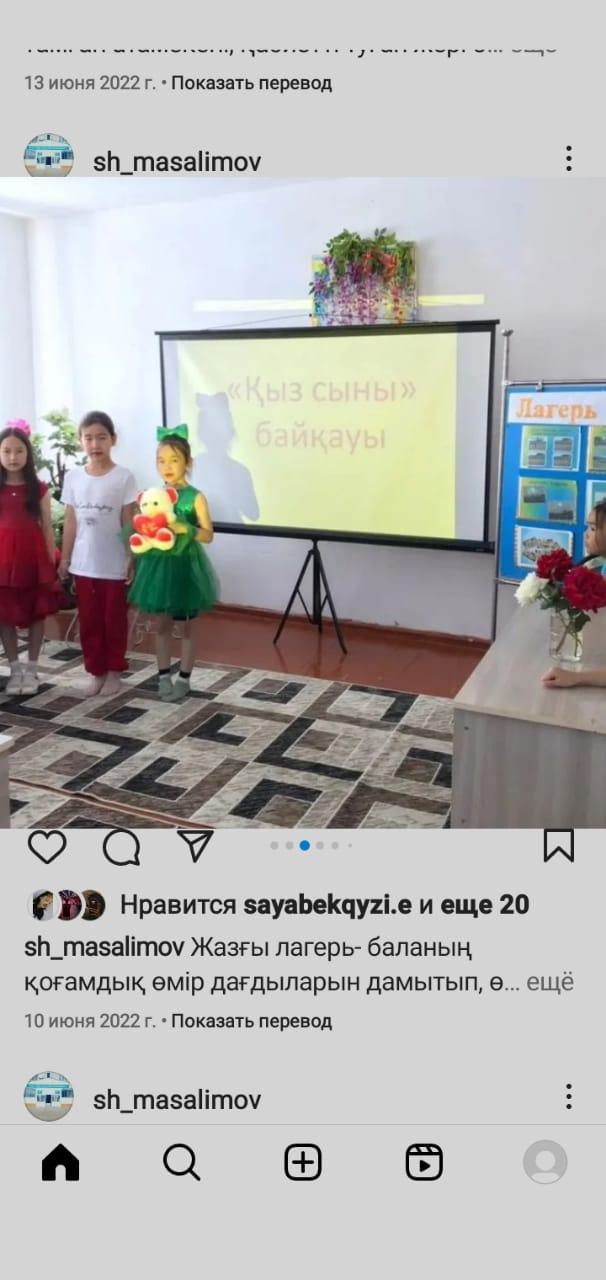 13 июня 2022 г. • Показать перевод
sh_masalimov
«Қыз сыны»
байқауы
Лагерь
Нравится sayabekqyzi.e и еще 20
sh_masalimov Жазғы лагерь- баланың
қоғамдық өмір дағдыларын дамытып, ө... ещё
10 июня 2022 г. • Показать перевод
sh_masalimov